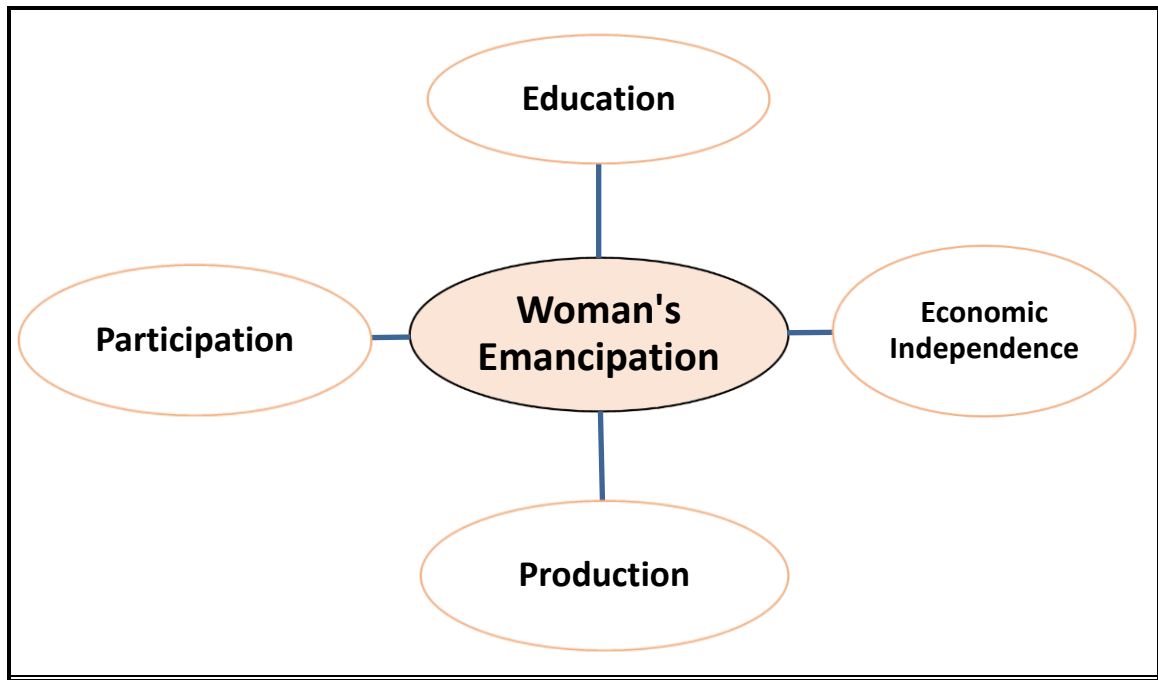 Education
Participation
Woman's
Emancipation
Economic
Independence
Production